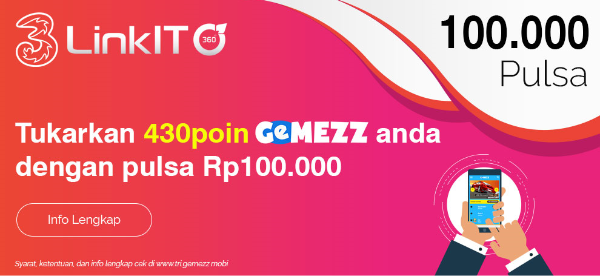 3 LinkIT 360
100.000
Pulsa
Tukarkan 430poin GeMEZZ anda
dengan pulsa Rp100.000
Info Lengkap
Syarat, ketentuan, dan info lengkap cek di www.tri.gemezz.mobi